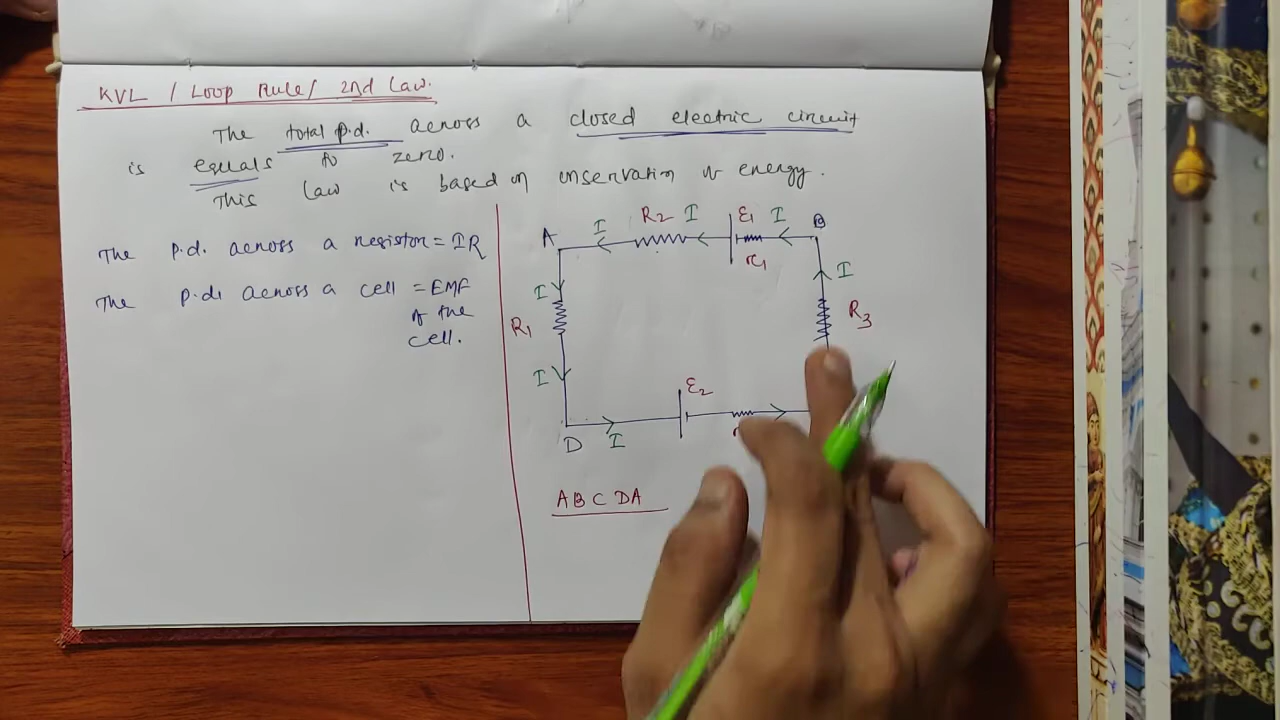 KVL / Loop Rule / 2nd Law.
The total p.d. across a closed electric circuit
is equals to zero.
This law is based on conservation of energy.
The p.d. across a resistor = IR
The p.d. across a cell = EMF
of the
cell.
A I R2 I E1 I B
r1
I I
R1 R3
I
E2
D I
A B C D A